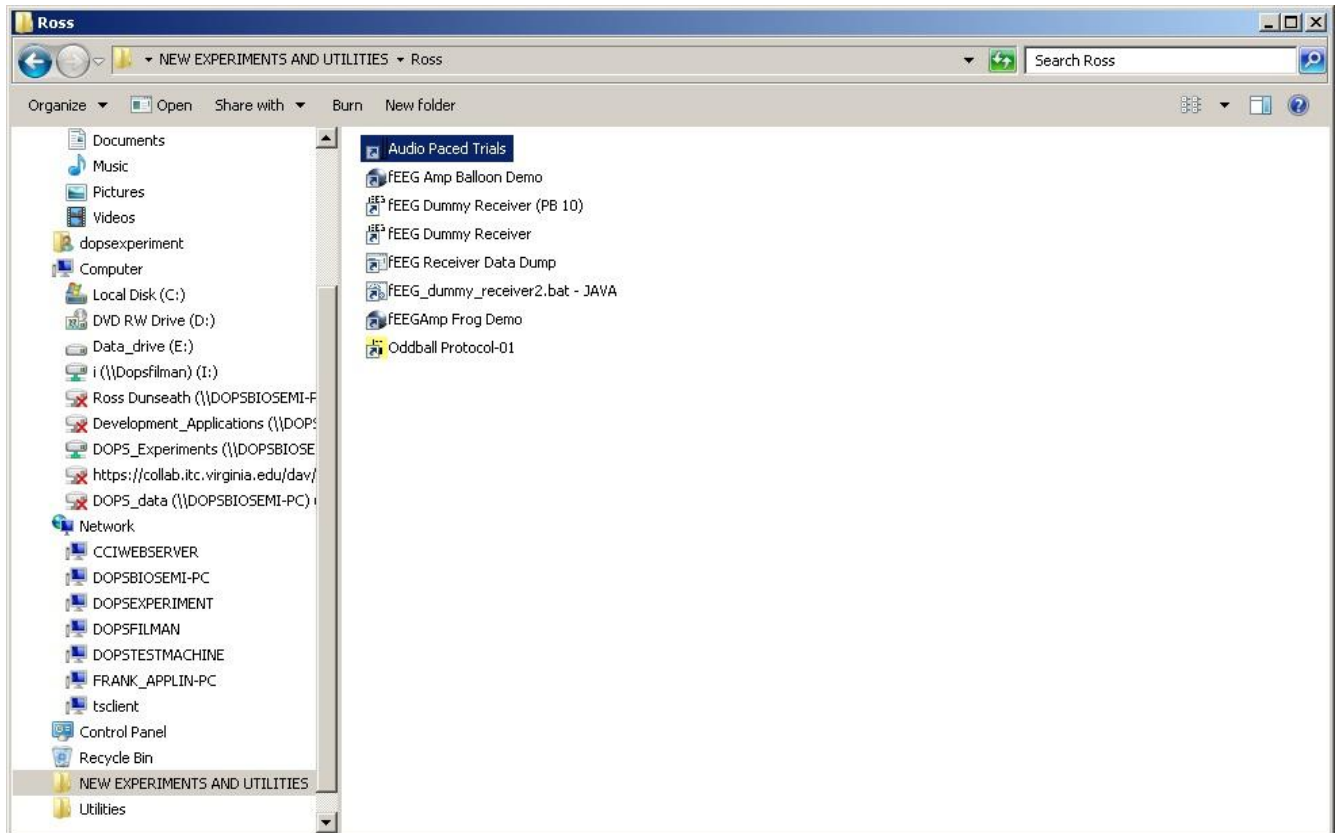 Ross
NEW EXPERIMENTS AND UTILITIES Ross
Search Ross
Organize Open Share with Burn New folder
Documents
Music
Pictures
Videos
dopsexperiment
Computer
Local Disk (C:)
DVD RW Drive (D:)
Data_drive (E:)
i (\\Dopsfilman) (I:)
Ross Dunseath (\\DOPSBIOSEMI-F
Development_Applications (\\DOPS
DOPS_Experiments (\\DOPSBIOSE
https://collab.itc.virginia.edu/dav/
DOPS_data (\\DOPSBIOSEMI-PC)
Network
CCIWEBSERVER
DOPSBIOSEMI-PC
DOPSEXPERIMENT
DOPSFILMAN
DOPSTESTMACHINE
FRANK_APPLIN-PC
tsclient
Control Panel
Recycle Bin
NEW EXPERIMENTS AND UTILITIES
Utilities
Audio Paced Trials
fEEG Amp Balloon Demo
fEEG Dummy Receiver (PB 10)
fEEG Dummy Receiver
fEEG Receiver Data Dump
fEEG_dummy_receiver2.bat - JAVA
fEEGAmp Frog Demo
Oddball Protocol-01